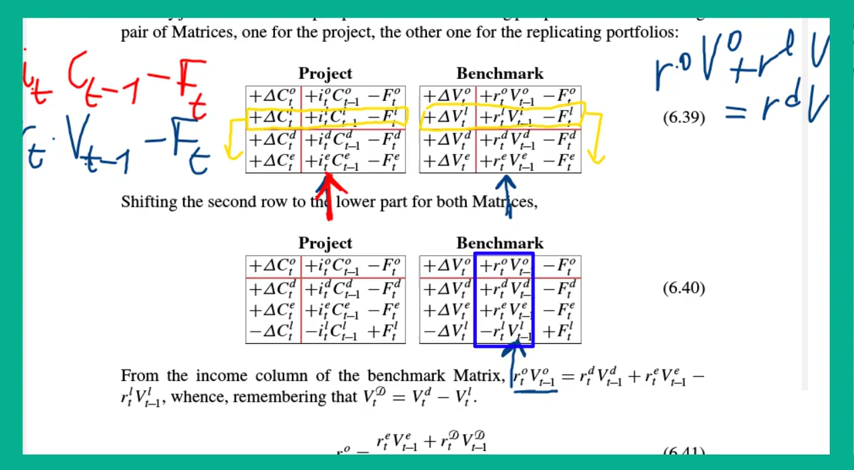 pair of Matrices, one for the project, the other one for the replicating portfolios:
i_t C_{t-1} - F_t
V_{t-1} - F_t
r^o V^o + r^l V
= r^d V
Project Benchmark
+ΔC_t^o +i_t^o C_{t-1}^o −F_t^o +ΔV_t^o +r_t^o V_{t-1}^o −F_t^o
+ΔC_t^l +i_t^l C_{t-1}^l −F_t^l +ΔV_t^l +r_t^l V_{t-1}^l −F_t^l (6.39)
+ΔC_t^d +i_t^d C_{t-1}^d −F_t^d +ΔV_t^d +r_t^d V_{t-1}^d −F_t^d
+ΔC_t^e +i_t^e C_{t-1}^e −F_t^e +ΔV_t^e +r_t^e V_{t-1}^e −F_t^e
Shifting the second row to the lower part for both Matrices,
Project Benchmark
+ΔC_t^o +i_t^o C_{t-1}^o −F_t^o +ΔV_t^o +r_t^o V_{t-1}^o −F_t^o
+ΔC_t^d +i_t^d C_{t-1}^d −F_t^d +ΔV_t^d +r_t^d V_{t-1}^d −F_t^d (6.40)
+ΔC_t^e +i_t^e C_{t-1}^e −F_t^e +ΔV_t^e +r_t^e V_{t-1}^e −F_t^e
−ΔC_t^l −i_t^l C_{t-1}^l +F_t^l −ΔV_t^l −r_t^l V_{t-1}^l +F_t^l
From the income column of the benchmark Matrix, r_t^o V_{t-1}^o = r_t^d V_{t-1}^d + r_t^e V_{t-1}^e −
r_t^l V_{t-1}^l, whence, remembering that V_t^𝒟 = V_t^d − V_t^l.
r_t^e V_{t-1}^e + r_t^𝒟 V_{t-1}^𝒟